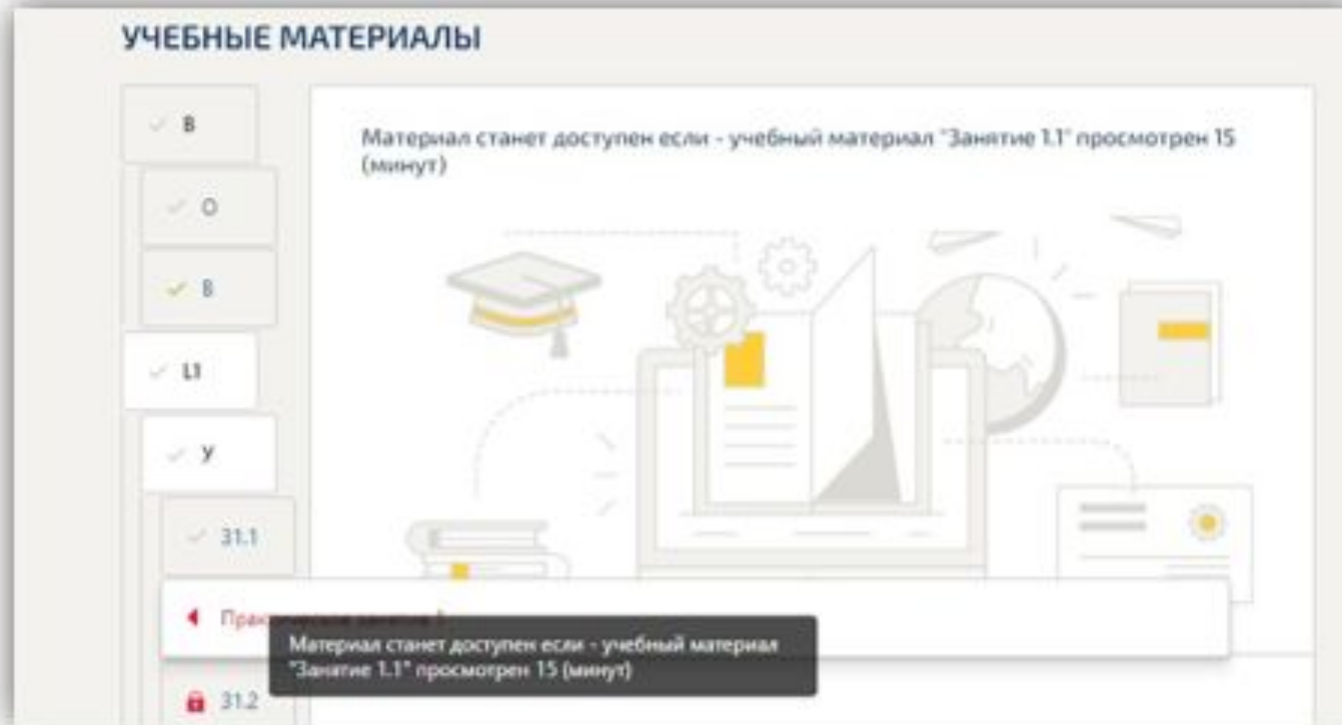 УЧЕБНЫЕ МАТЕРИАЛЫ
В
Материал станет доступен если - учебный материал "Занятие 1.1" просмотрен 15
(минут)
О
В
L1
У
З1.1
Материал станет доступен если - учебный материал
"Занятие 1.1" просмотрен 15 (минут)
З1.2